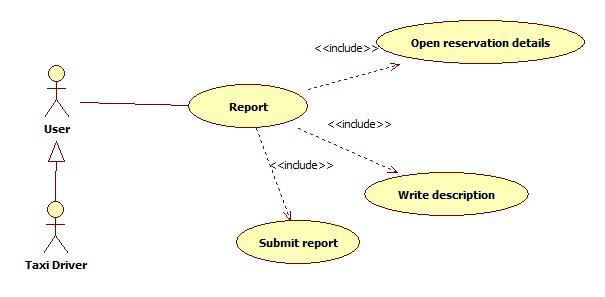 Open reservation details
<<include>>
Report
User
<<include>>
<<include>>
Write description
Submit report
Taxi Driver